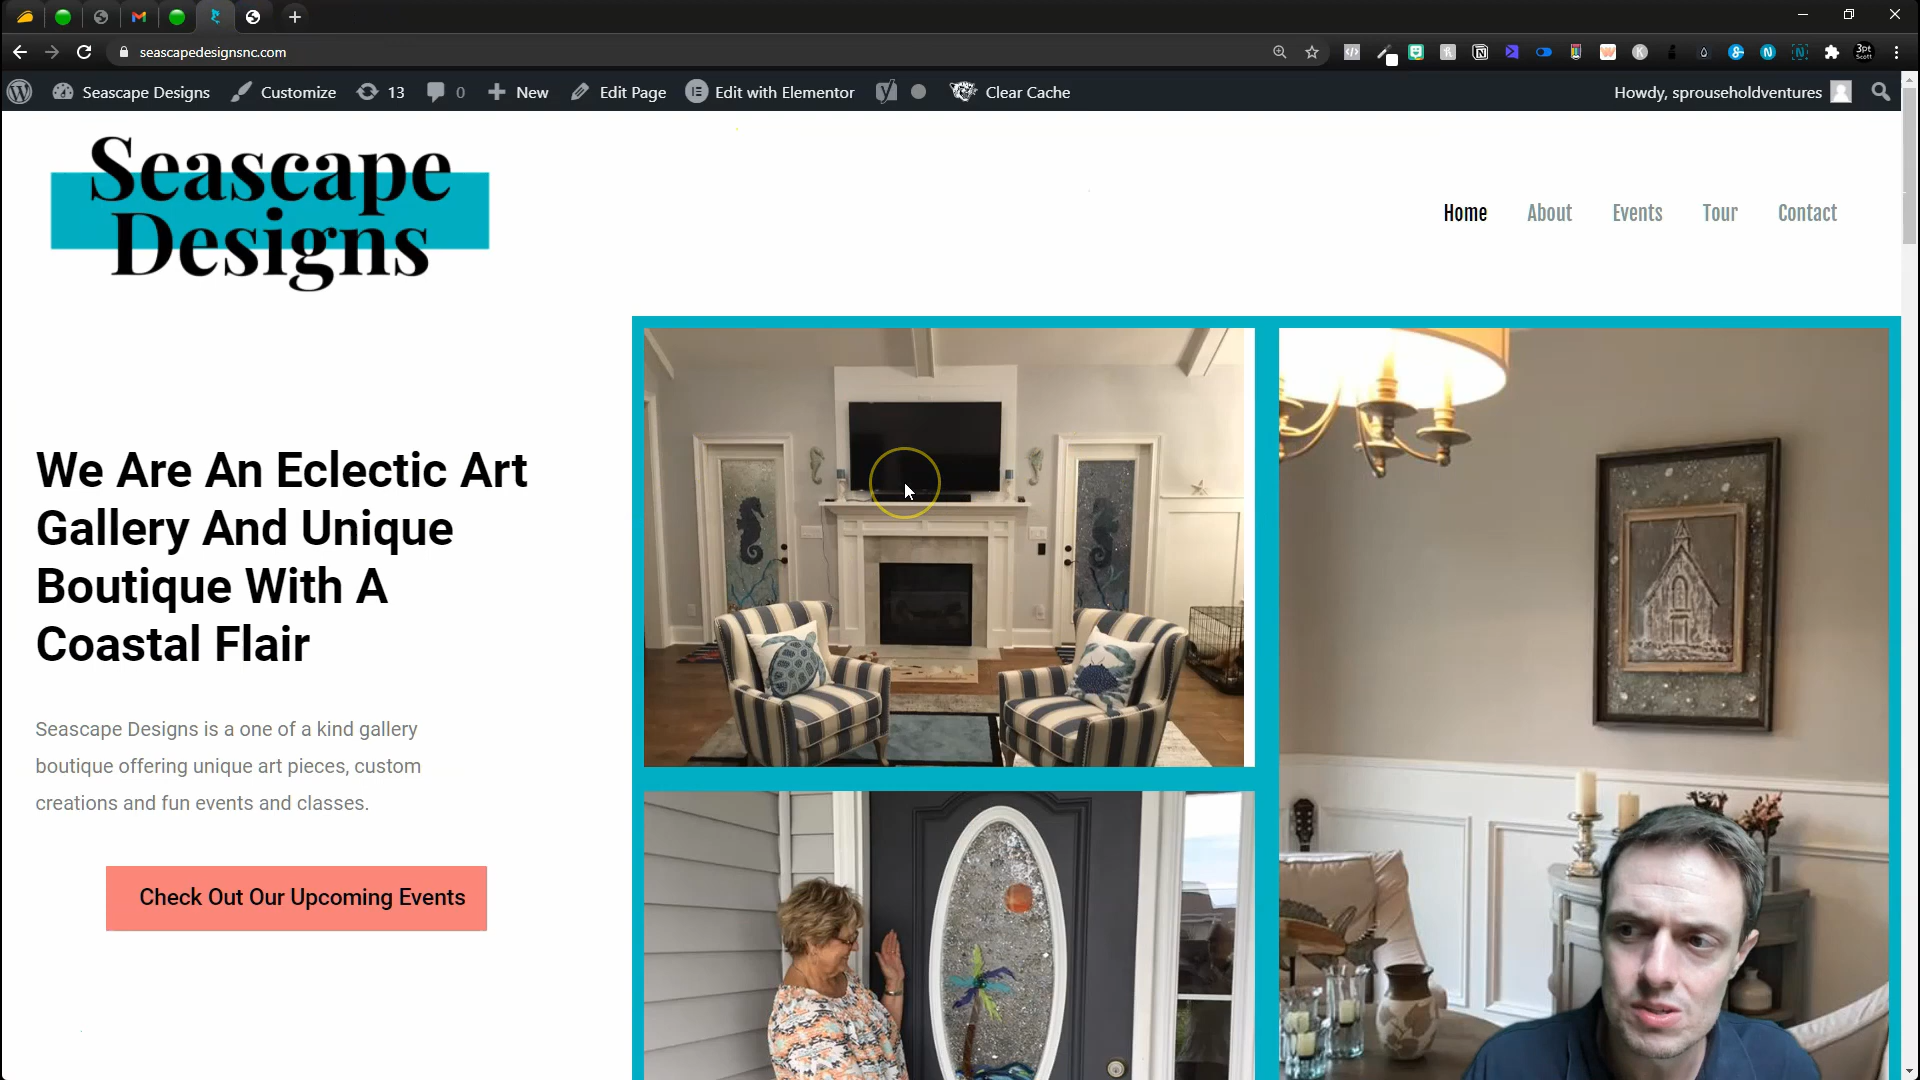 seascapedesignsnc.com
3pt
Scott
Seascape Designs
Customize
13
0
New
Edit Page
Edit with Elementor
Clear Cache
Howdy, sprouseholdventures
Seascape
Designs
Home
About
Events
Tour
Contact
We Are An Eclectic Art
Gallery And Unique
Boutique With A
Coastal Flair
Seascape Designs is a one of a kind gallery
boutique offering unique art pieces, custom
creations and fun events and classes.
Check Out Our Upcoming Events